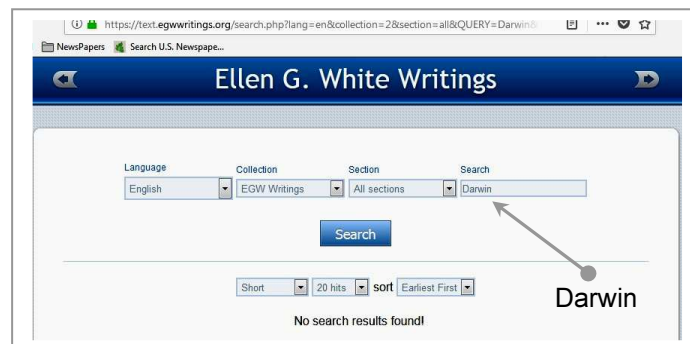 https://text.egwwritings.org/search.php?lang=en&collection=2&section=all&QUERY=Darwin&
NewsPapers Search U.S. Newspape...
Ellen G. White Writings
Language Collection Section Search
English EGW Writings All sections Darwin
Search
Short 20 hits sort Earliest First
Darwin
No search results found!